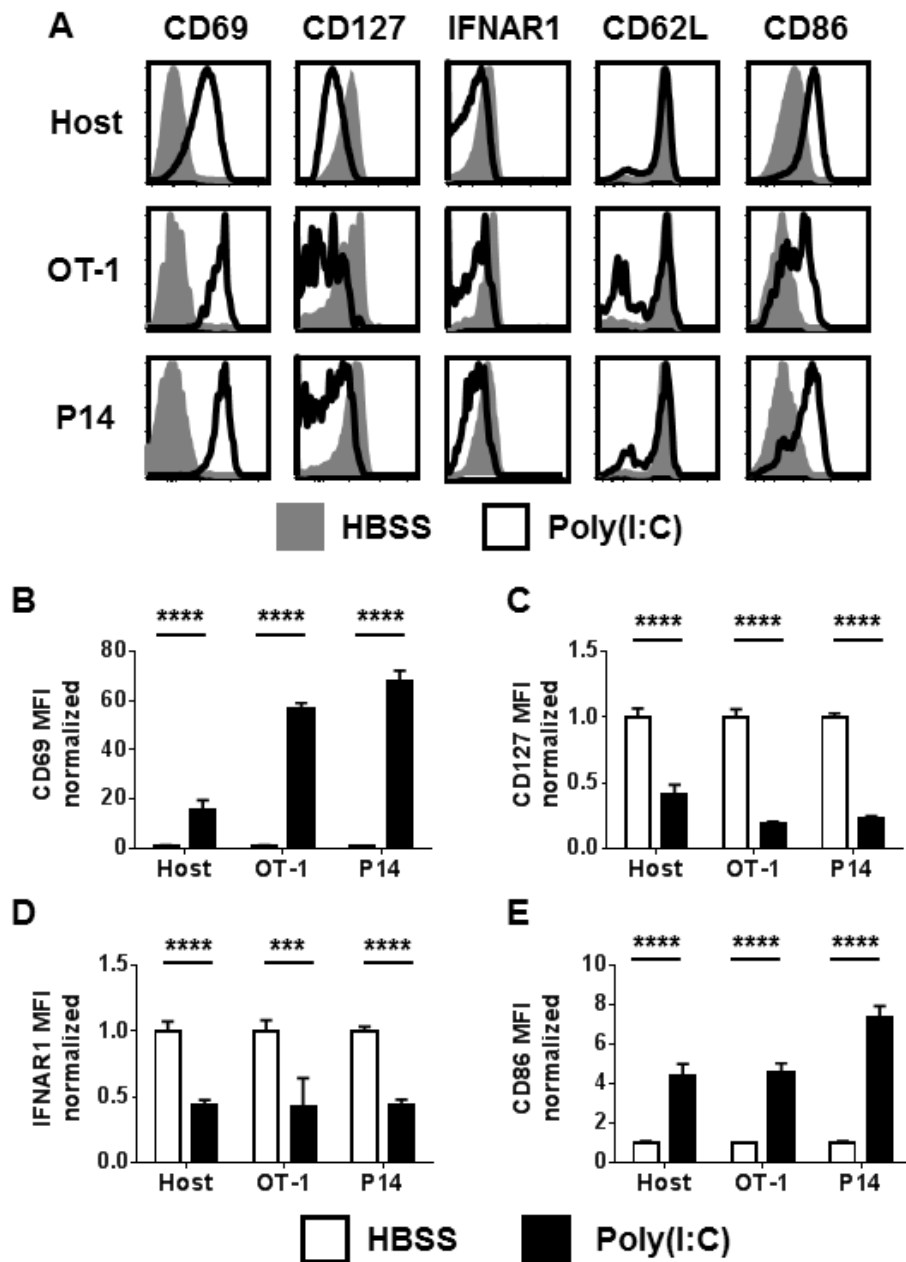 A CD69 CD127 IFNAR1 CD62L CD86
Host
OT-1
P14
HBSS Poly(I:C)
B
**** **** ****
CD69 MFI
normalized
80
60
40
20
0
Host OT-1 P14
C
**** **** ****
CD127 MFI
normalized
1.5
1.0
0.5
0.0
Host OT-1 P14
D
**** *** ****
IFNAR1 MFI
normalized
1.5
1.0
0.5
0.0
Host OT-1 P14
E
**** **** ****
CD86 MFI
normalized
10
8
6
4
2
0
Host OT-1 P14
HBSS Poly(I:C)